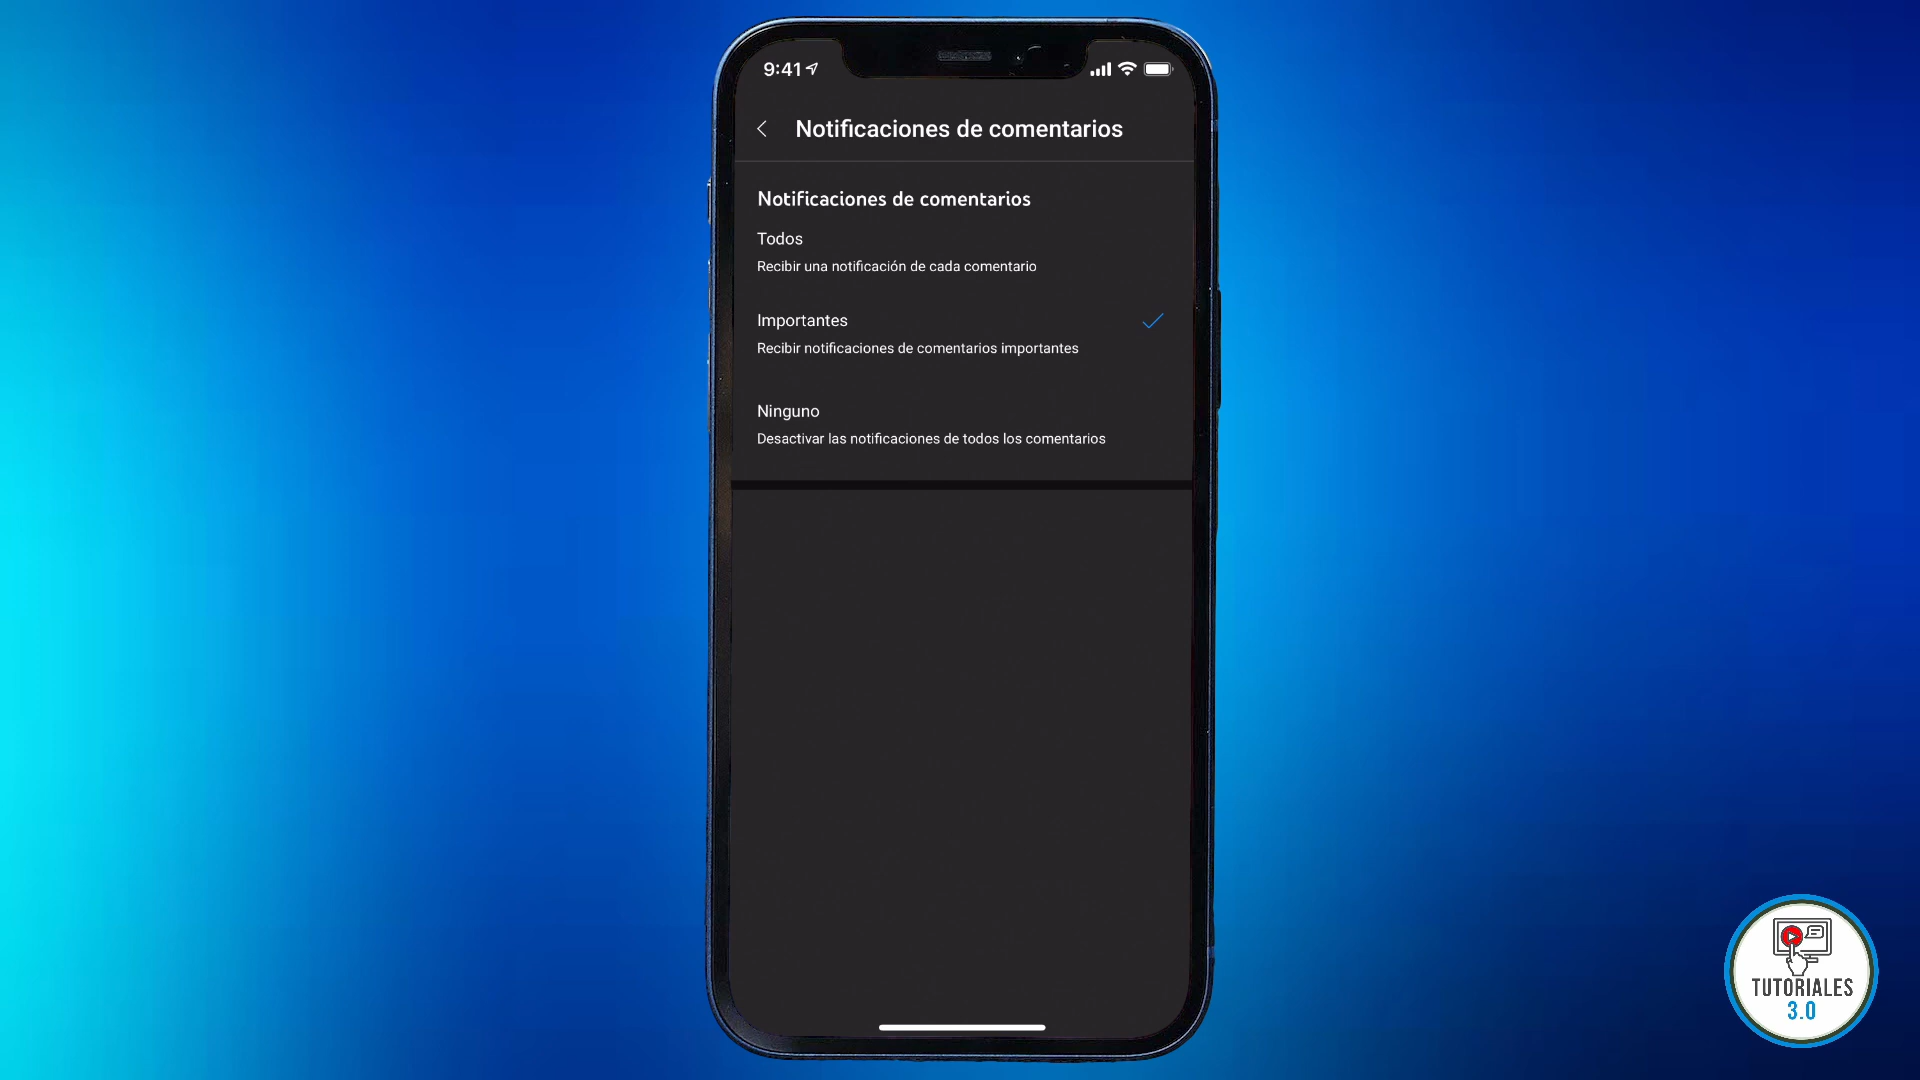 9:41
Notificaciones de comentarios
Notificaciones de comentarios
Todos
Recibir una notificación de cada comentario
Importantes
Recibir notificaciones de comentarios importantes
Ninguno
Desactivar las notificaciones de todos los comentarios
TUTORIALES
3.0